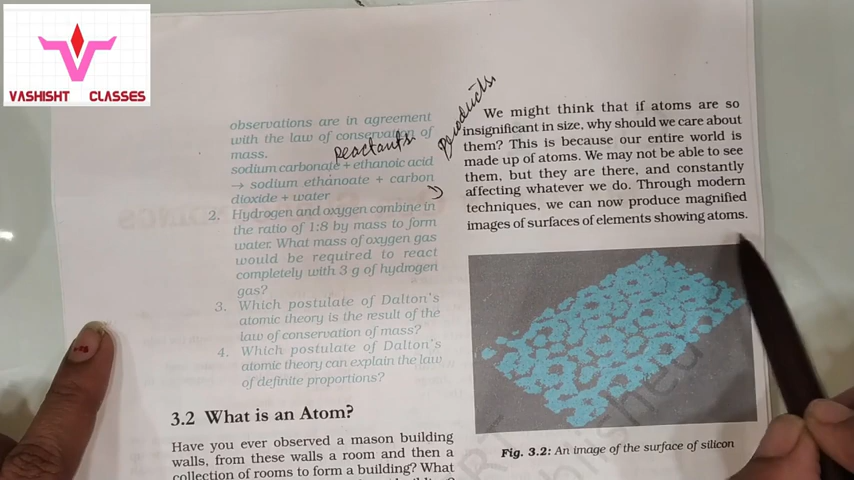 VASHISHT CLASSES
observations are in agreement
with the law of conservation of
mass.
reactants
sodium carbonate + ethanoic acid
→ sodium ethanoate + carbon
dioxide + water
2. Hydrogen and oxygen combine in
the ratio of 1:8 by mass to form
water. What mass of oxygen gas
would be required to react
completely with 3 g of hydrogen
gas?
3. Which postulate of Dalton's
atomic theory is the result of the
law of conservation of mass?
4. Which postulate of Dalton's
atomic theory can explain the law
of definite proportions?
3.2 What is an Atom?
Have you ever observed a mason building
walls, from these walls a room and then a
collection of rooms to form a building? What
Products
We might think that if atoms are so
insignificant in size, why should we care about
them? This is because our entire world is
made up of atoms. We may not be able to see
them, but they are there, and constantly
affecting whatever we do. Through modern
techniques, we can now produce magnified
images of surfaces of elements showing atoms.
Fig. 3.2: An image of the surface of silicon